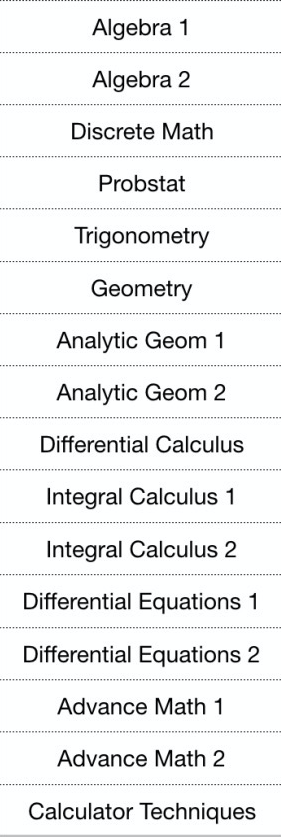 Algebra 1
Algebra 2
Discrete Math
Probstat
Trigonometry
Geometry
Analytic Geom 1
Analytic Geom 2
Differential Calculus
Integral Calculus 1
Integral Calculus 2
Differential Equations 1
Differential Equations 2
Advance Math 1
Advance Math 2
Calculator Techniques